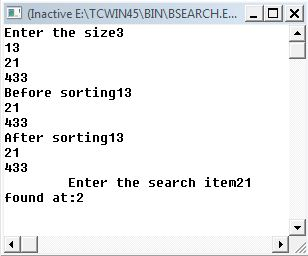 (Inactive E:\TCWIN45\BIN\BSEARCH.E...
Enter the size3
13
21
433
Before sorting13
21
433
After sorting13
21
433
Enter the search item21
found at:2